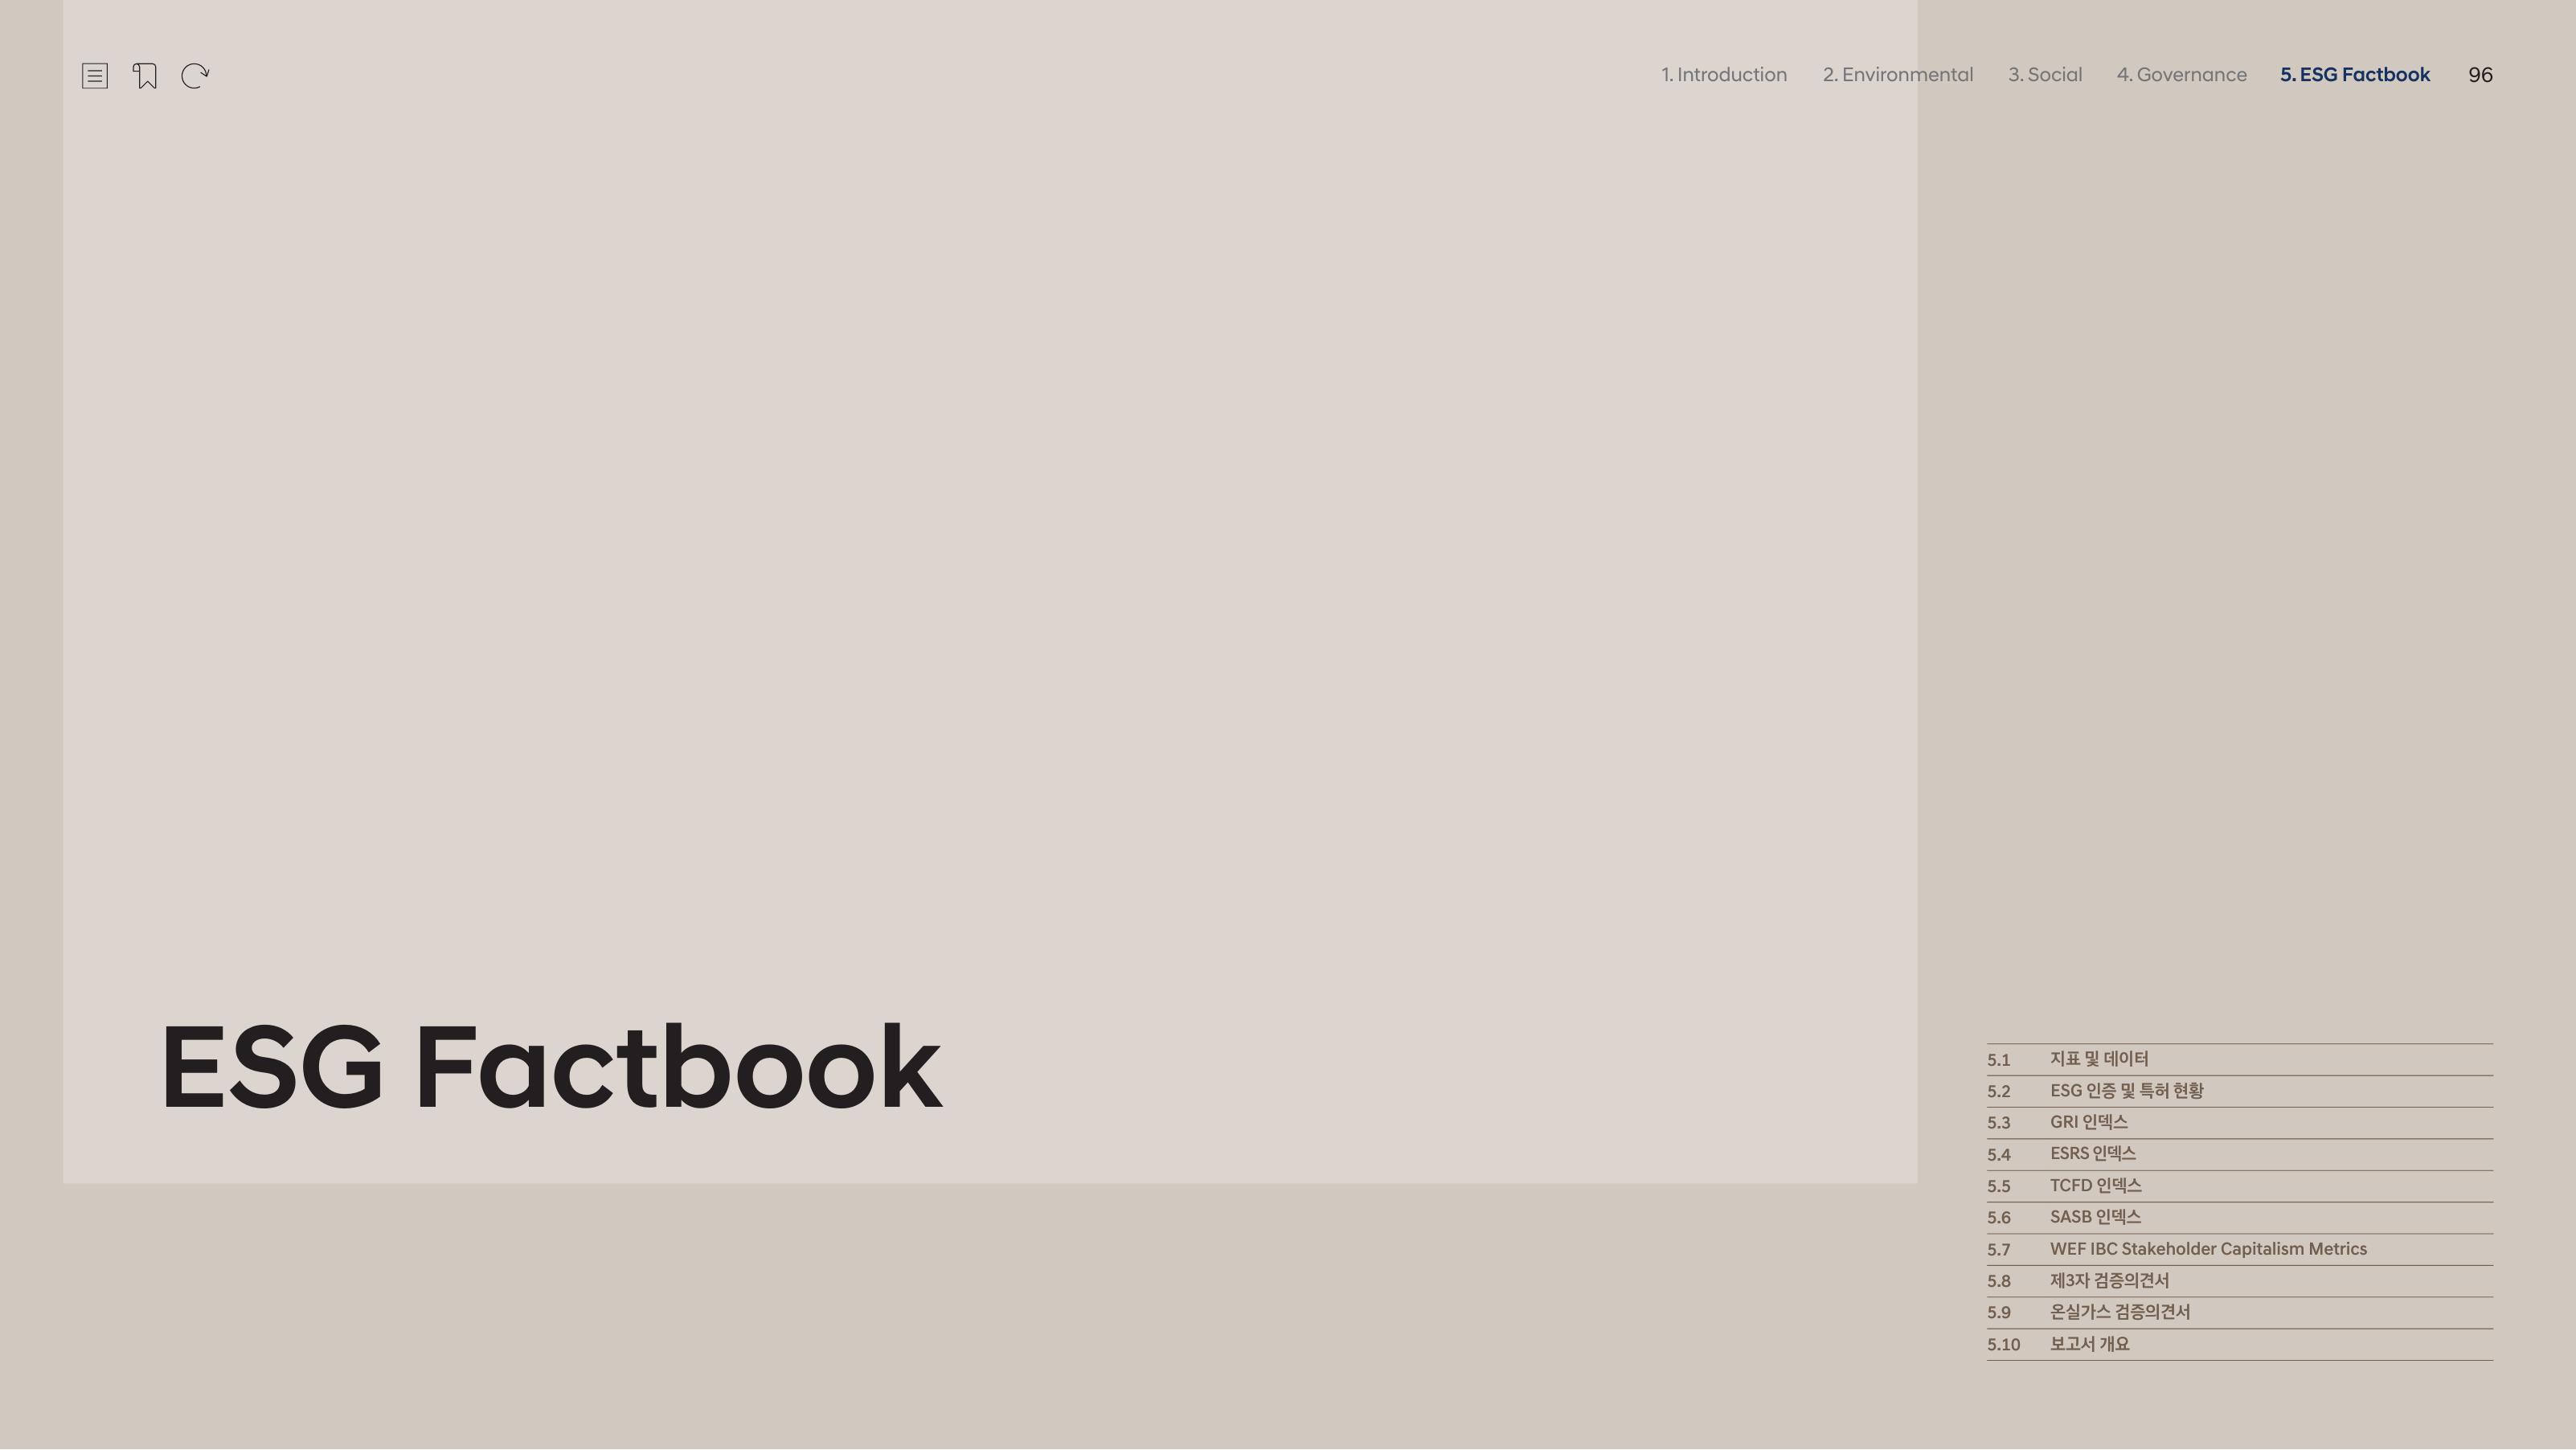 1. Introduction 2. Environmental 3. Social 4. Governance 5. ESG Factbook 96
ESG Factbook
5.1 지표 및 데이터
5.2 ESG 인증 및 특허 현황
5.3 GRI 인덱스
5.4 ESRS 인덱스
5.5 TCFD 인덱스
5.6 SASB 인덱스
5.7 WEF IBC Stakeholder Capitalism Metrics
5.8 제3자 검증의견서
5.9 온실가스 검증의견서
5.10 보고서 개요